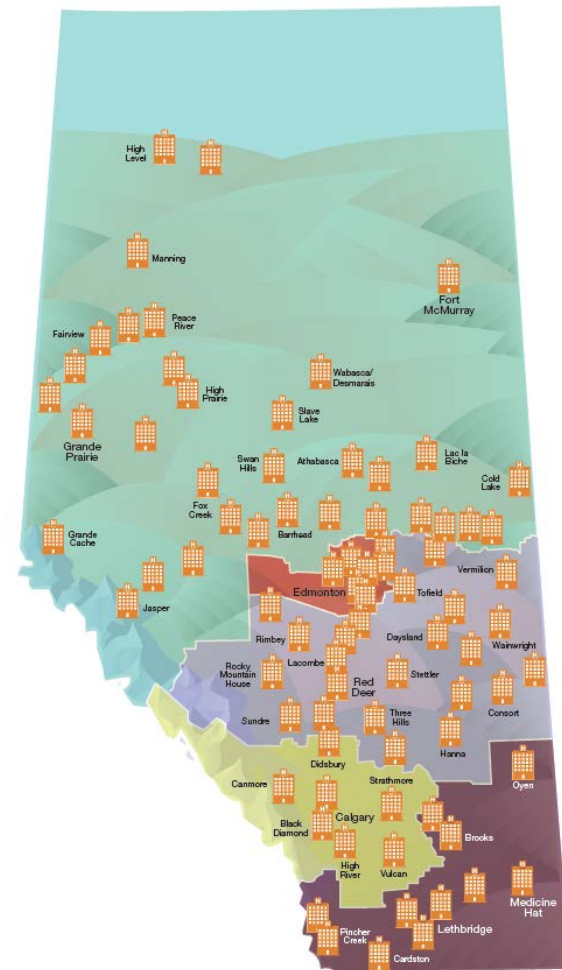 High
Level
Manning
Fort
McMurray
Peace
River
Fairview
Wabasca/
Desmarais
High
Prairie
Slave
Lake
Grande
Prairie
Swan
Hills
Athabasca
Lac la
Biche
Cold
Lake
Fox
Creek
Barrhead
Grande
Cache
Jasper
Edmonton
Vermilion
Tofield
Rimbey
Daysland
Wainwright
Lacombe
Rocky
Mountain
House
Red
Deer
Stettler
Consort
Sundre
Three
Hills
Hanna
Didsbury
Oyen
Canmore
Strathmore
Black
Diamond
Calgary
Brooks
High
River
Vulcan
Medicine
Hat
Lethbridge
Pincher
Creek
Cardston